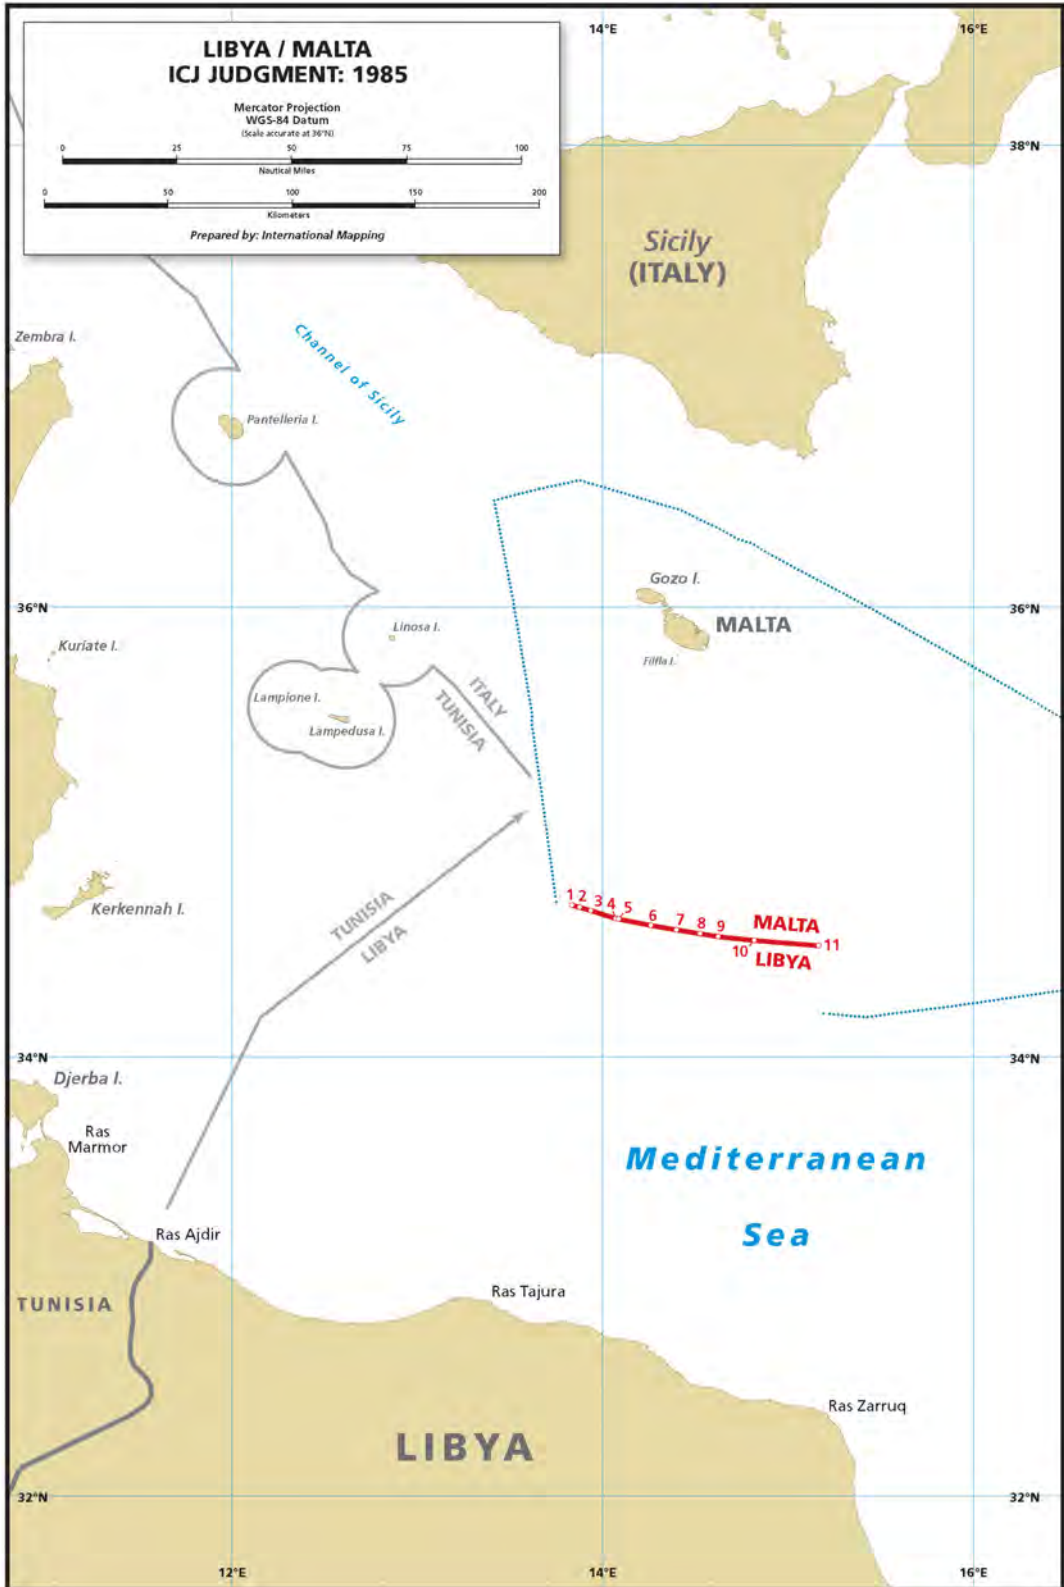 14°E
16°E
LIBYA / MALTA
ICJ JUDGMENT: 1985
Mercator Projection
WGS-84 Datum
(Scale accurate at 36°N)
0 25 50 75 100
Nautical Miles
0 50 100 150 200
Kilometers
Prepared by: International Mapping
38°N
Sicily
(ITALY)
Zembra I.
Channel of Sicily
Pantelleria I.
36°N
36°N
Gozo I.
MALTA
Filfla I.
Linosa I.
Kuriate I.
Lampione I.
Lampedusa I.
ITALY
TUNISIA
Kerkennah I.
TUNISIA
LIBYA
1 2 3 4 5 6 7 8 9 10 11
MALTA
LIBYA
34°N
34°N
Djerba I.
Ras
Marmor
Mediterranean
Sea
Ras Ajdir
TUNISIA
Ras Tajura
Ras Zarruq
LIBYA
32°N
32°N
12°E
14°E
16°E